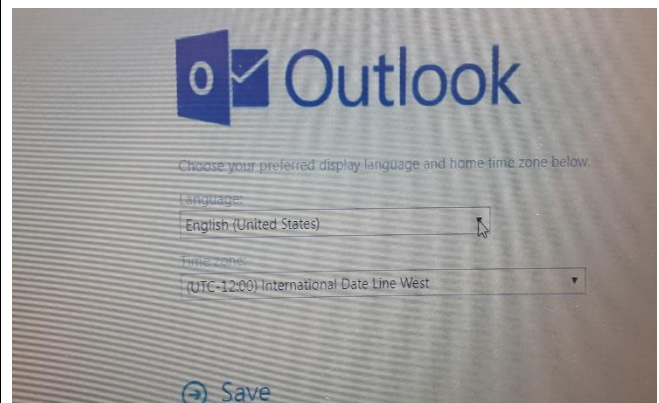 Outlook
Choose your preferred display language and home time zone below.
Language:
English (United States)
Time zone:
(UTC-12:00) International Date Line West
Save